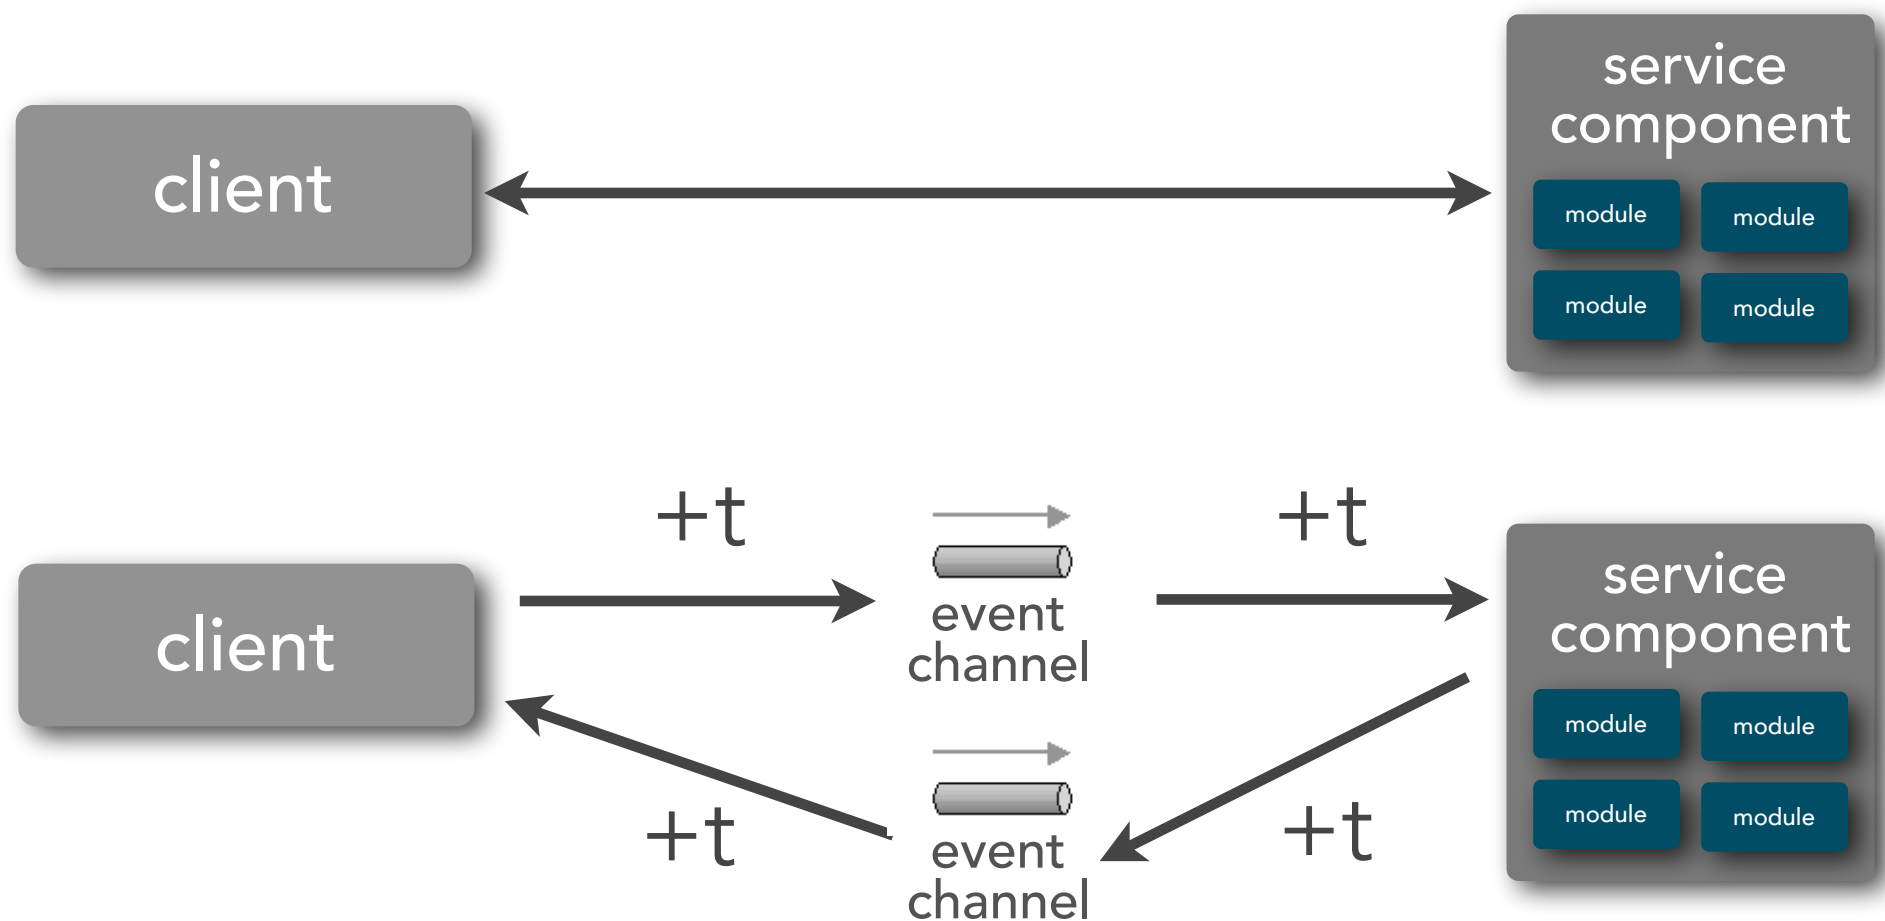 client
service
component
module
module
module
module
+t
+t
client
event
channel
service
component
module
module
module
module
+t
event
channel
+t